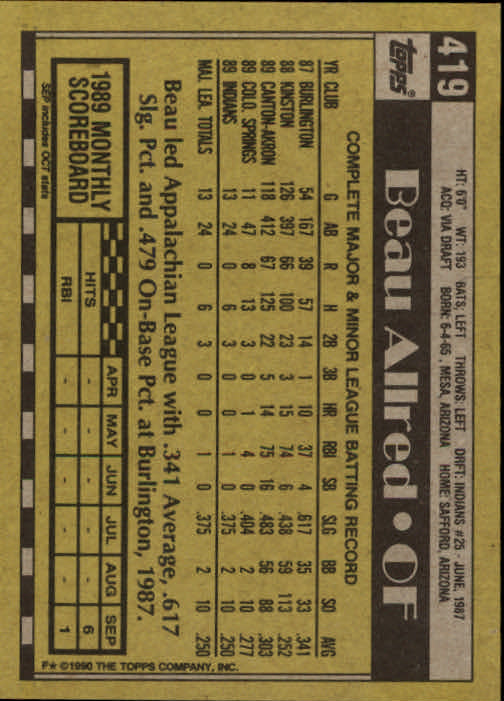 419
topps®
HT: 6'0" WT: 193 BATS: LEFT THROWS: LEFT DRFT: INDIANS #25 - JUNE, 1987
ACQ: VIA DRAFT BORN: 6-4-65, MESA, ARIZONA HOME: SAFFORD, ARIZONA
Beau Allred • OF
COMPLETE MAJOR & MINOR LEAGUE BATTING RECORD
YR CLUB G AB R H 2B 3B HR RBI SB SLG BB SO AVG
87 BURLINGTON 54 167 39 57 14 1 10 37 4 .617 35 33 .341
88 KINSTON 126 397 66 100 23 3 15 74 6 .438 59 113 .252
89 CANTON-AKRON 118 412 67 125 22 5 14 75 16 .483 56 88 .303
89 COLO. SPRINGS 11 47 8 13 3 0 1 4 0 .404 2 10 .277
89 INDIANS 13 24 0 6 3 0 0 1 0 .375 2 10 .250
MAJ. LEA. TOTALS 13 24 0 6 3 0 0 1 0 .375 2 10 .250
Beau led Appalachian League with .341 Average, .617
Slg. Pct. and .479 On-Base Pct. at Burlington, 1987.
1989 MONTHLY
SCOREBOARD
SEP includes OCT stats
APR MAY JUN JUL AUG SEP
HITS - - - - - 6
RBI - - - - - 1
F* ©1990 THE TOPPS COMPANY, INC.